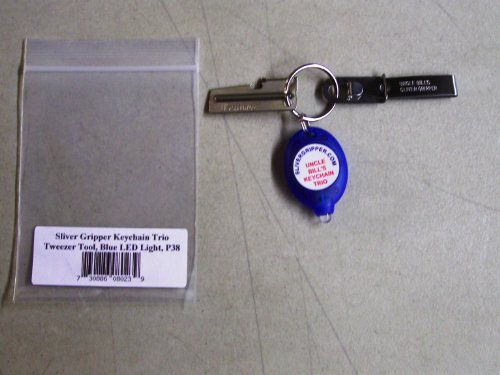 Sliver Gripper Keychain Trio
Tweezer Tool, Blue LED Light, P38
7 30886 08023 9
UNCLE BILL'S
SLIVER GRIPPER
SLIVERGRIPPER.COM
UNCLE
BILL'S
KEYCHAIN
TRIO